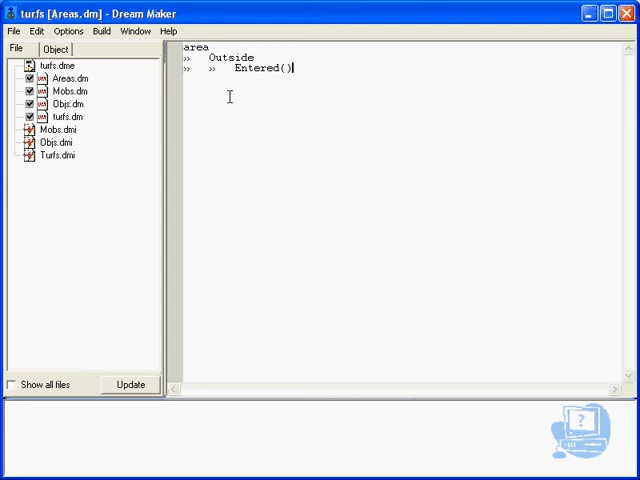 turfs [Areas.dm] - Dream Maker
File Edit Options Build Window Help
File Object
turfs.dme
Areas.dm
Mobs.dm
Objs.dm
turfs.dm
Mobs.dmi
Objs.dmi
Turfs.dmi
area
» Outside
» » Entered()
Show all files Update
?